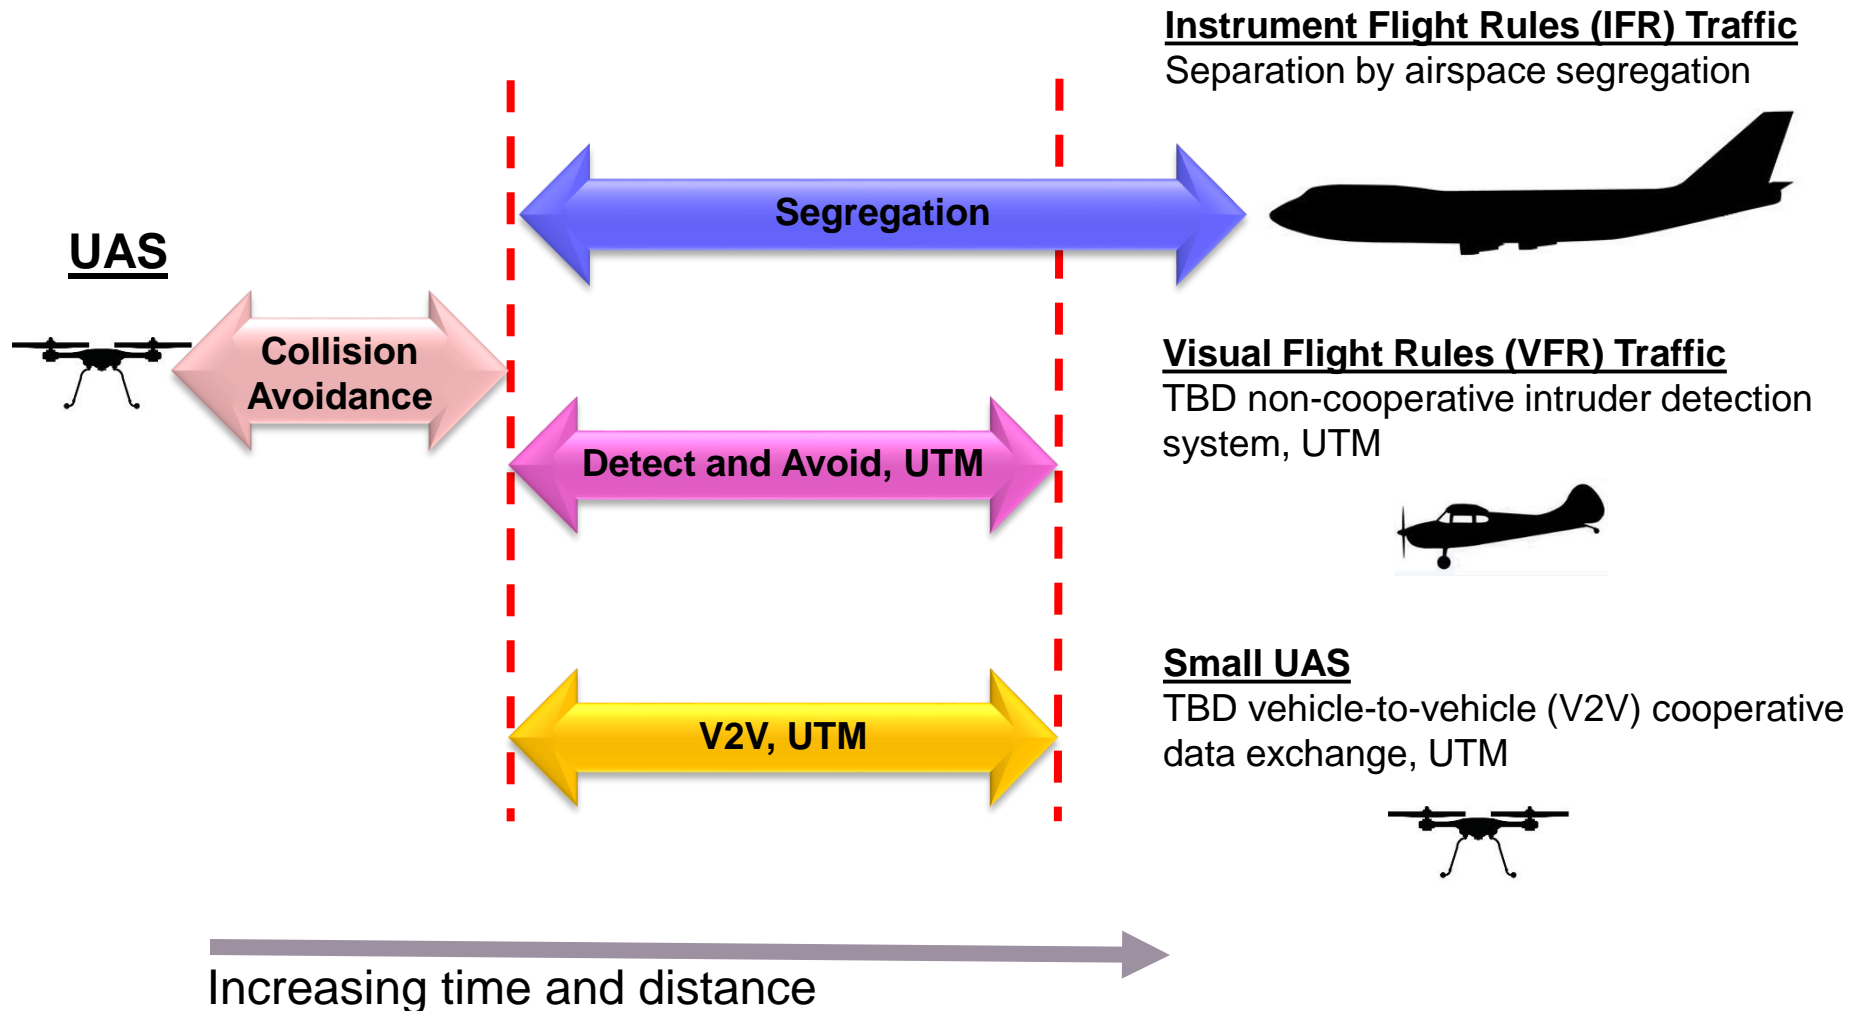 Instrument Flight Rules (IFR) Traffic
Separation by airspace segregation
Segregation
UAS
Collision
Avoidance
Visual Flight Rules (VFR) Traffic
TBD non-cooperative intruder detection
system, UTM
Detect and Avoid, UTM
Small UAS
TBD vehicle-to-vehicle (V2V) cooperative
data exchange, UTM
V2V, UTM
Increasing time and distance